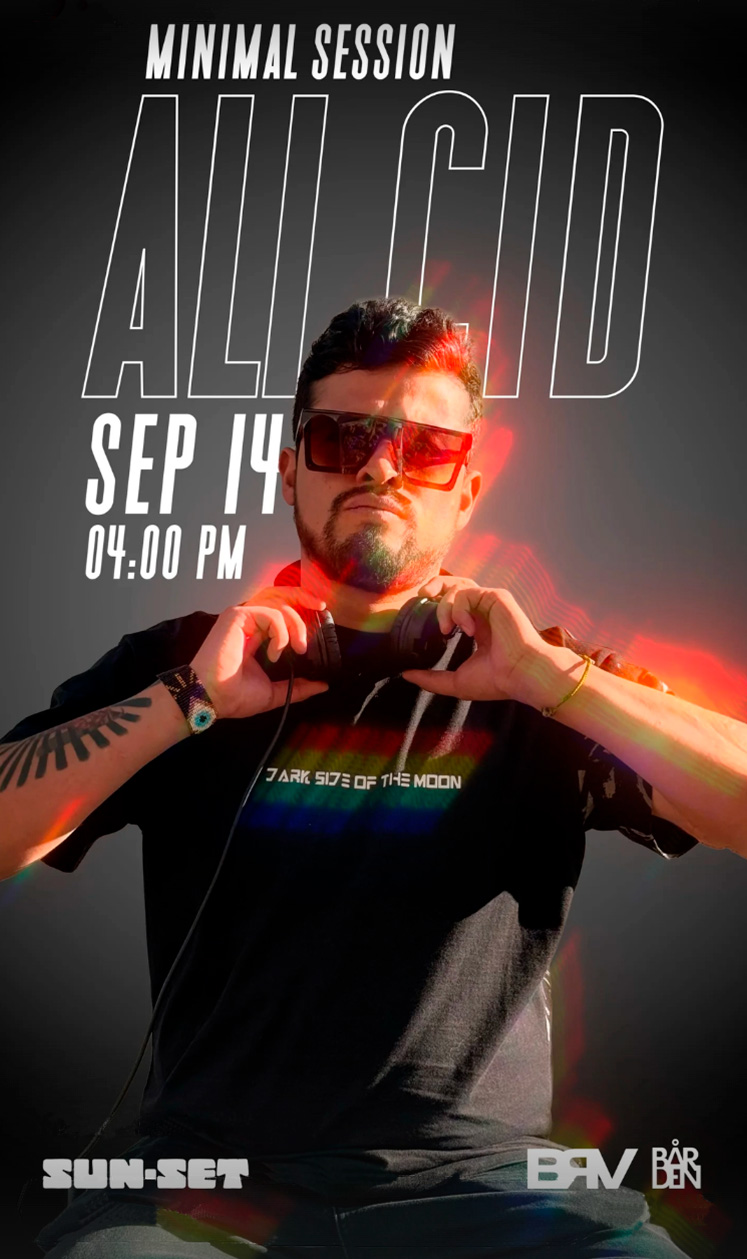 MINIMAL SESSION
ALI CID
SEP 14
04:00 PM
DARK SIDE OF THE MOON
SUN-SET
BRV
BÅR
DEN